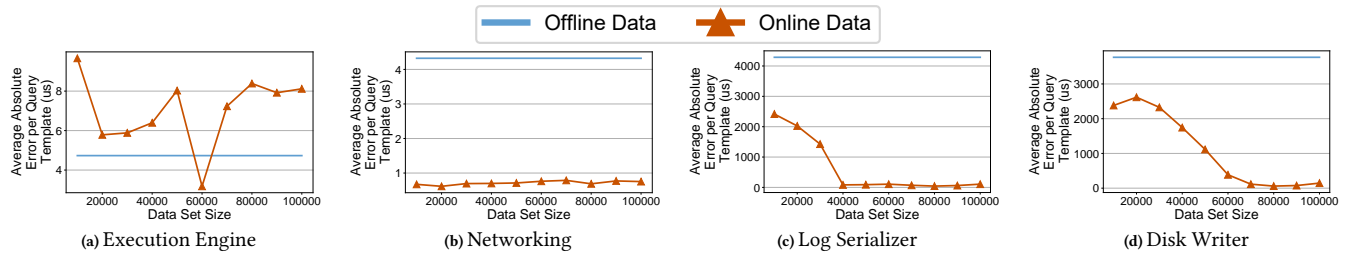 Offline Data
Online Data
Average Absolute
Error per Query
Template (us)
8
6
4
20000 40000 60000 80000 100000
Data Set Size
(a) Execution Engine
Average Absolute
Error per Query
Template (us)
4
3
2
1
20000 40000 60000 80000 100000
Data Set Size
(b) Networking
Average Absolute
Error per Query
Template (us)
4000
3000
2000
1000
0
20000 40000 60000 80000 100000
Data Set Size
(c) Log Serializer
Average Absolute
Error per Query
Template (us)
3000
2000
1000
0
20000 40000 60000 80000 100000
Data Set Size
(d) Disk Writer